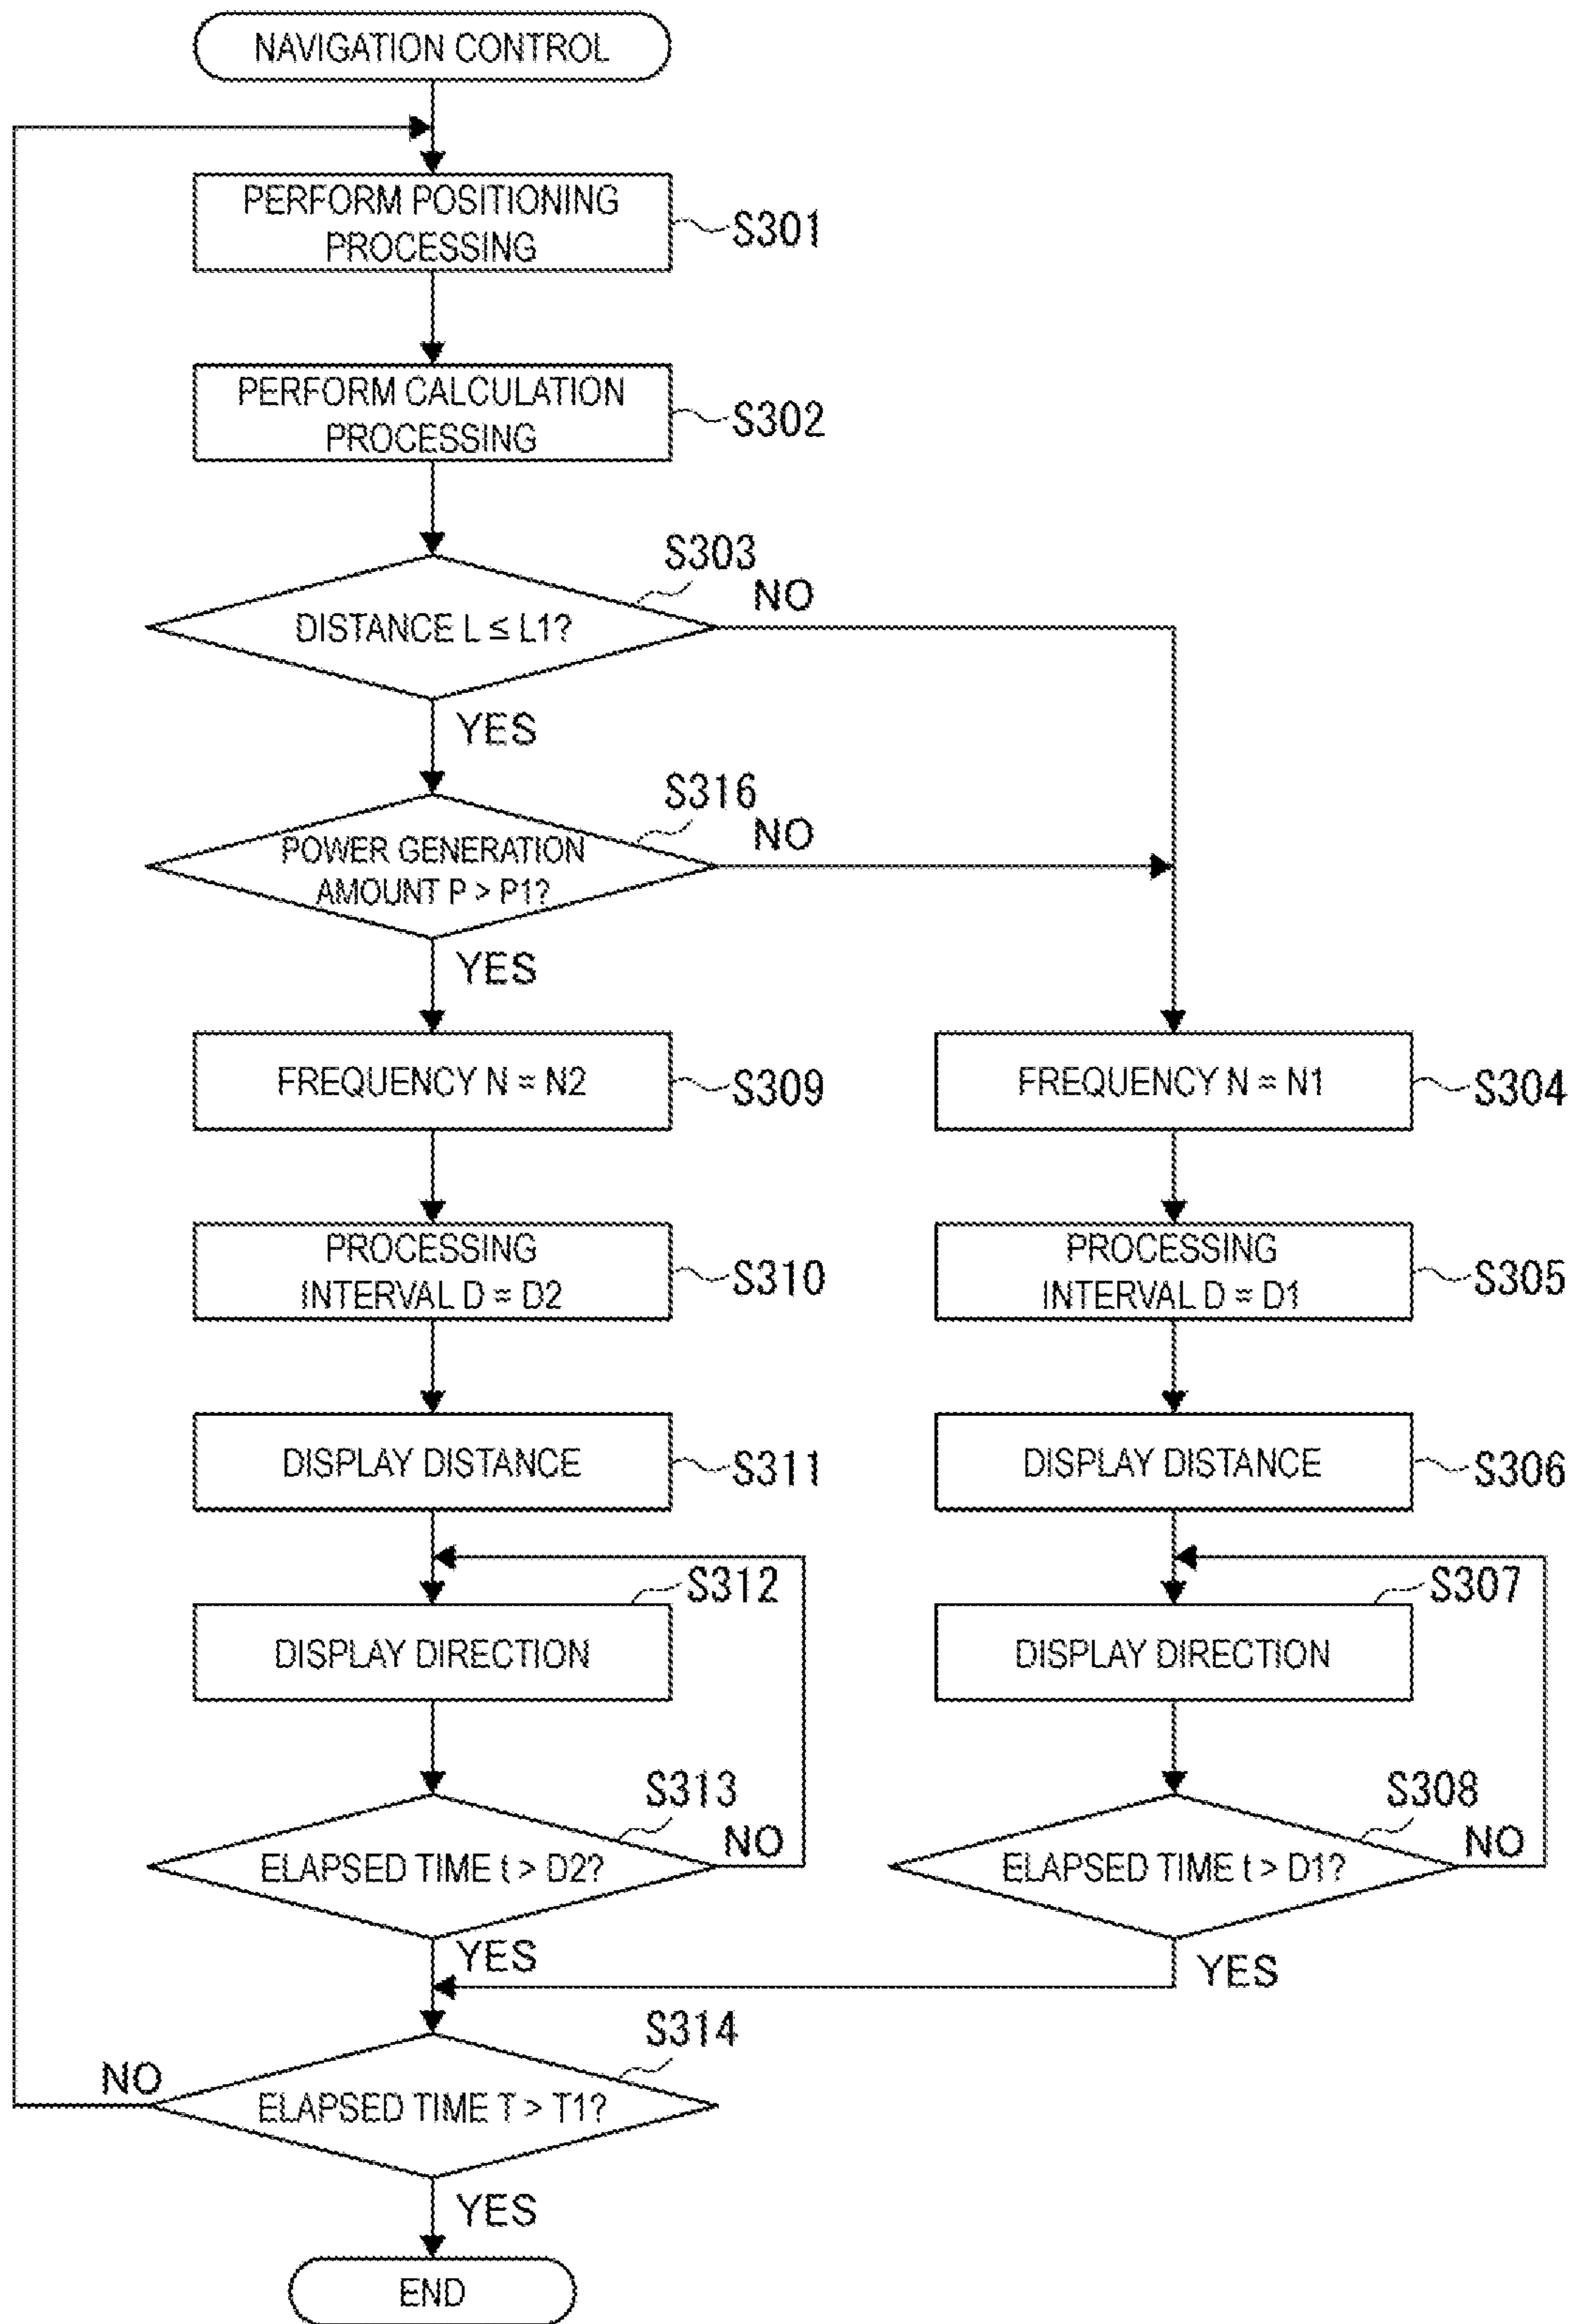 NAVIGATION CONTROL
PERFORM POSITIONING
PROCESSING
S301
PERFORM CALCULATION
PROCESSING
S302
S303
DISTANCE L ≤ L1?
NO
YES
S316
POWER GENERATION
AMOUNT P > P1?
NO
YES
FREQUENCY N = N2
S309
FREQUENCY N = N1
S304
PROCESSING
INTERVAL D = D2
S310
PROCESSING
INTERVAL D = D1
S305
DISPLAY DISTANCE
S311
DISPLAY DISTANCE
S306
S312
DISPLAY DIRECTION
S307
DISPLAY DIRECTION
S313
ELAPSED TIME t > D2?
NO
YES
S308
ELAPSED TIME t > D1?
NO
YES
S314
NO
ELAPSED TIME T > T1?
YES
END